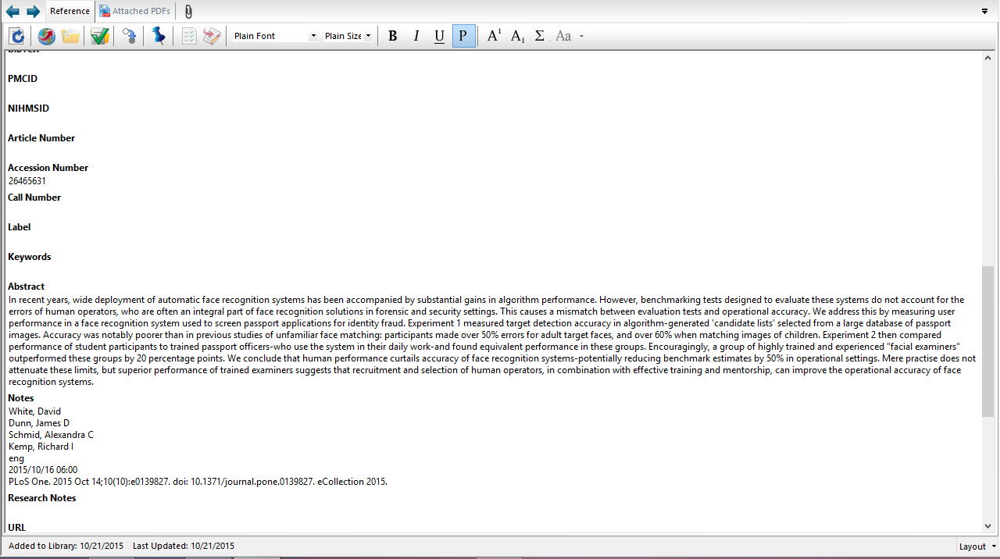 Reference
Attached PDFs
Plain Font
Plain Size
B I U P A1 A1 Σ Aa
BibTeX
PMCID
NIHMSID
Article Number
Accession Number
26465631
Call Number
Label
Keywords
Abstract
In recent years, wide deployment of automatic face recognition systems has been accompanied by substantial gains in algorithm performance. However, benchmarking tests designed to evaluate these systems do not account for the
errors of human operators, who are often an integral part of face recognition solutions in forensic and security settings. This causes a mismatch between evaluation tests and operational accuracy. We address this by measuring user
performance in a face recognition system used to screen passport applications for identity fraud. Experiment 1 measured target detection accuracy in algorithm-generated 'candidate lists' selected from a large database of passport
images. Accuracy was notably poorer than in previous studies of unfamiliar face matching: participants made over 50% errors for adult target faces, and over 60% when matching images of children. Experiment 2 then compared
performance of student participants to trained passport officers-who use the system in their daily work-and found equivalent performance in these groups. Encouragingly, a group of highly trained and experienced "facial examiners"
outperformed these groups by 20 percentage points. We conclude that human performance curtails accuracy of face recognition systems-potentially reducing benchmark estimates by 50% in operational settings. Mere practise does not
attenuate these limits, but superior performance of trained examiners suggests that recruitment and selection of human operators, in combination with effective training and mentorship, can improve the operational accuracy of face
recognition systems.
Notes
White, David
Dunn, James D
Schmid, Alexandra C
Kemp, Richard I
eng
2015/10/16 06:00
PLoS One. 2015 Oct 14;10(10):e0139827. doi: 10.1371/journal.pone.0139827. eCollection 2015.
Research Notes
URL
Added to Library: 10/21/2015 Last Updated: 10/21/2015
Layout